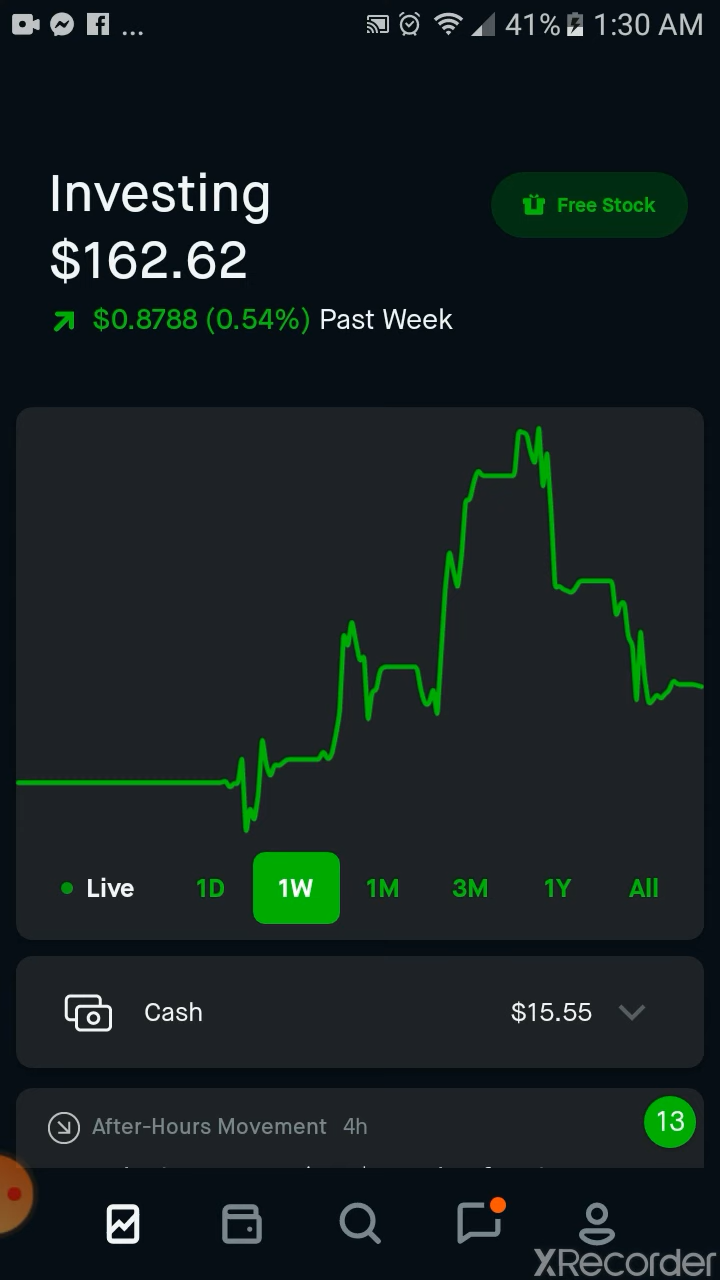 ... 41% 1:30 AM
Investing
$162.62
Free Stock
$0.8788 (0.54%) Past Week
Live 1D 1W 1M 3M 1Y All
Cash $15.55
After-Hours Movement 4h
13
XRecorder